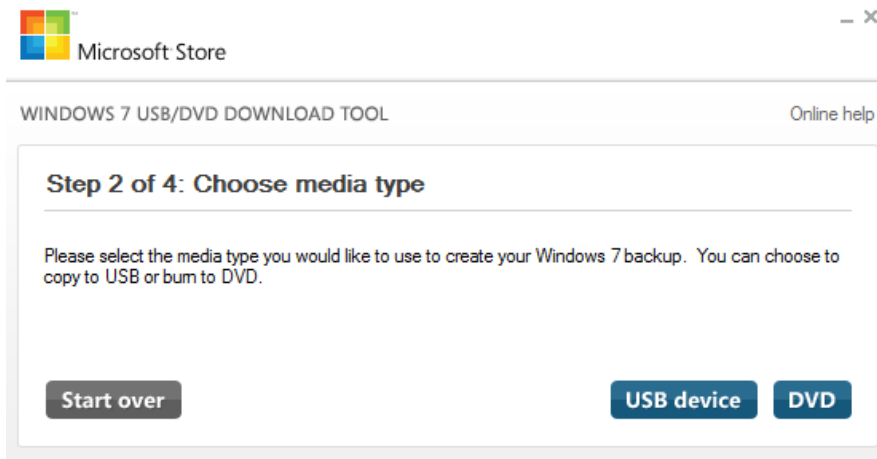 Microsoft Store
WINDOWS 7 USB/DVD DOWNLOAD TOOL
Online help
Step 2 of 4: Choose media type
Please select the media type you would like to use to create your Windows 7 backup.  You can choose to
copy to USB or burn to DVD.
Start over
USB device
DVD